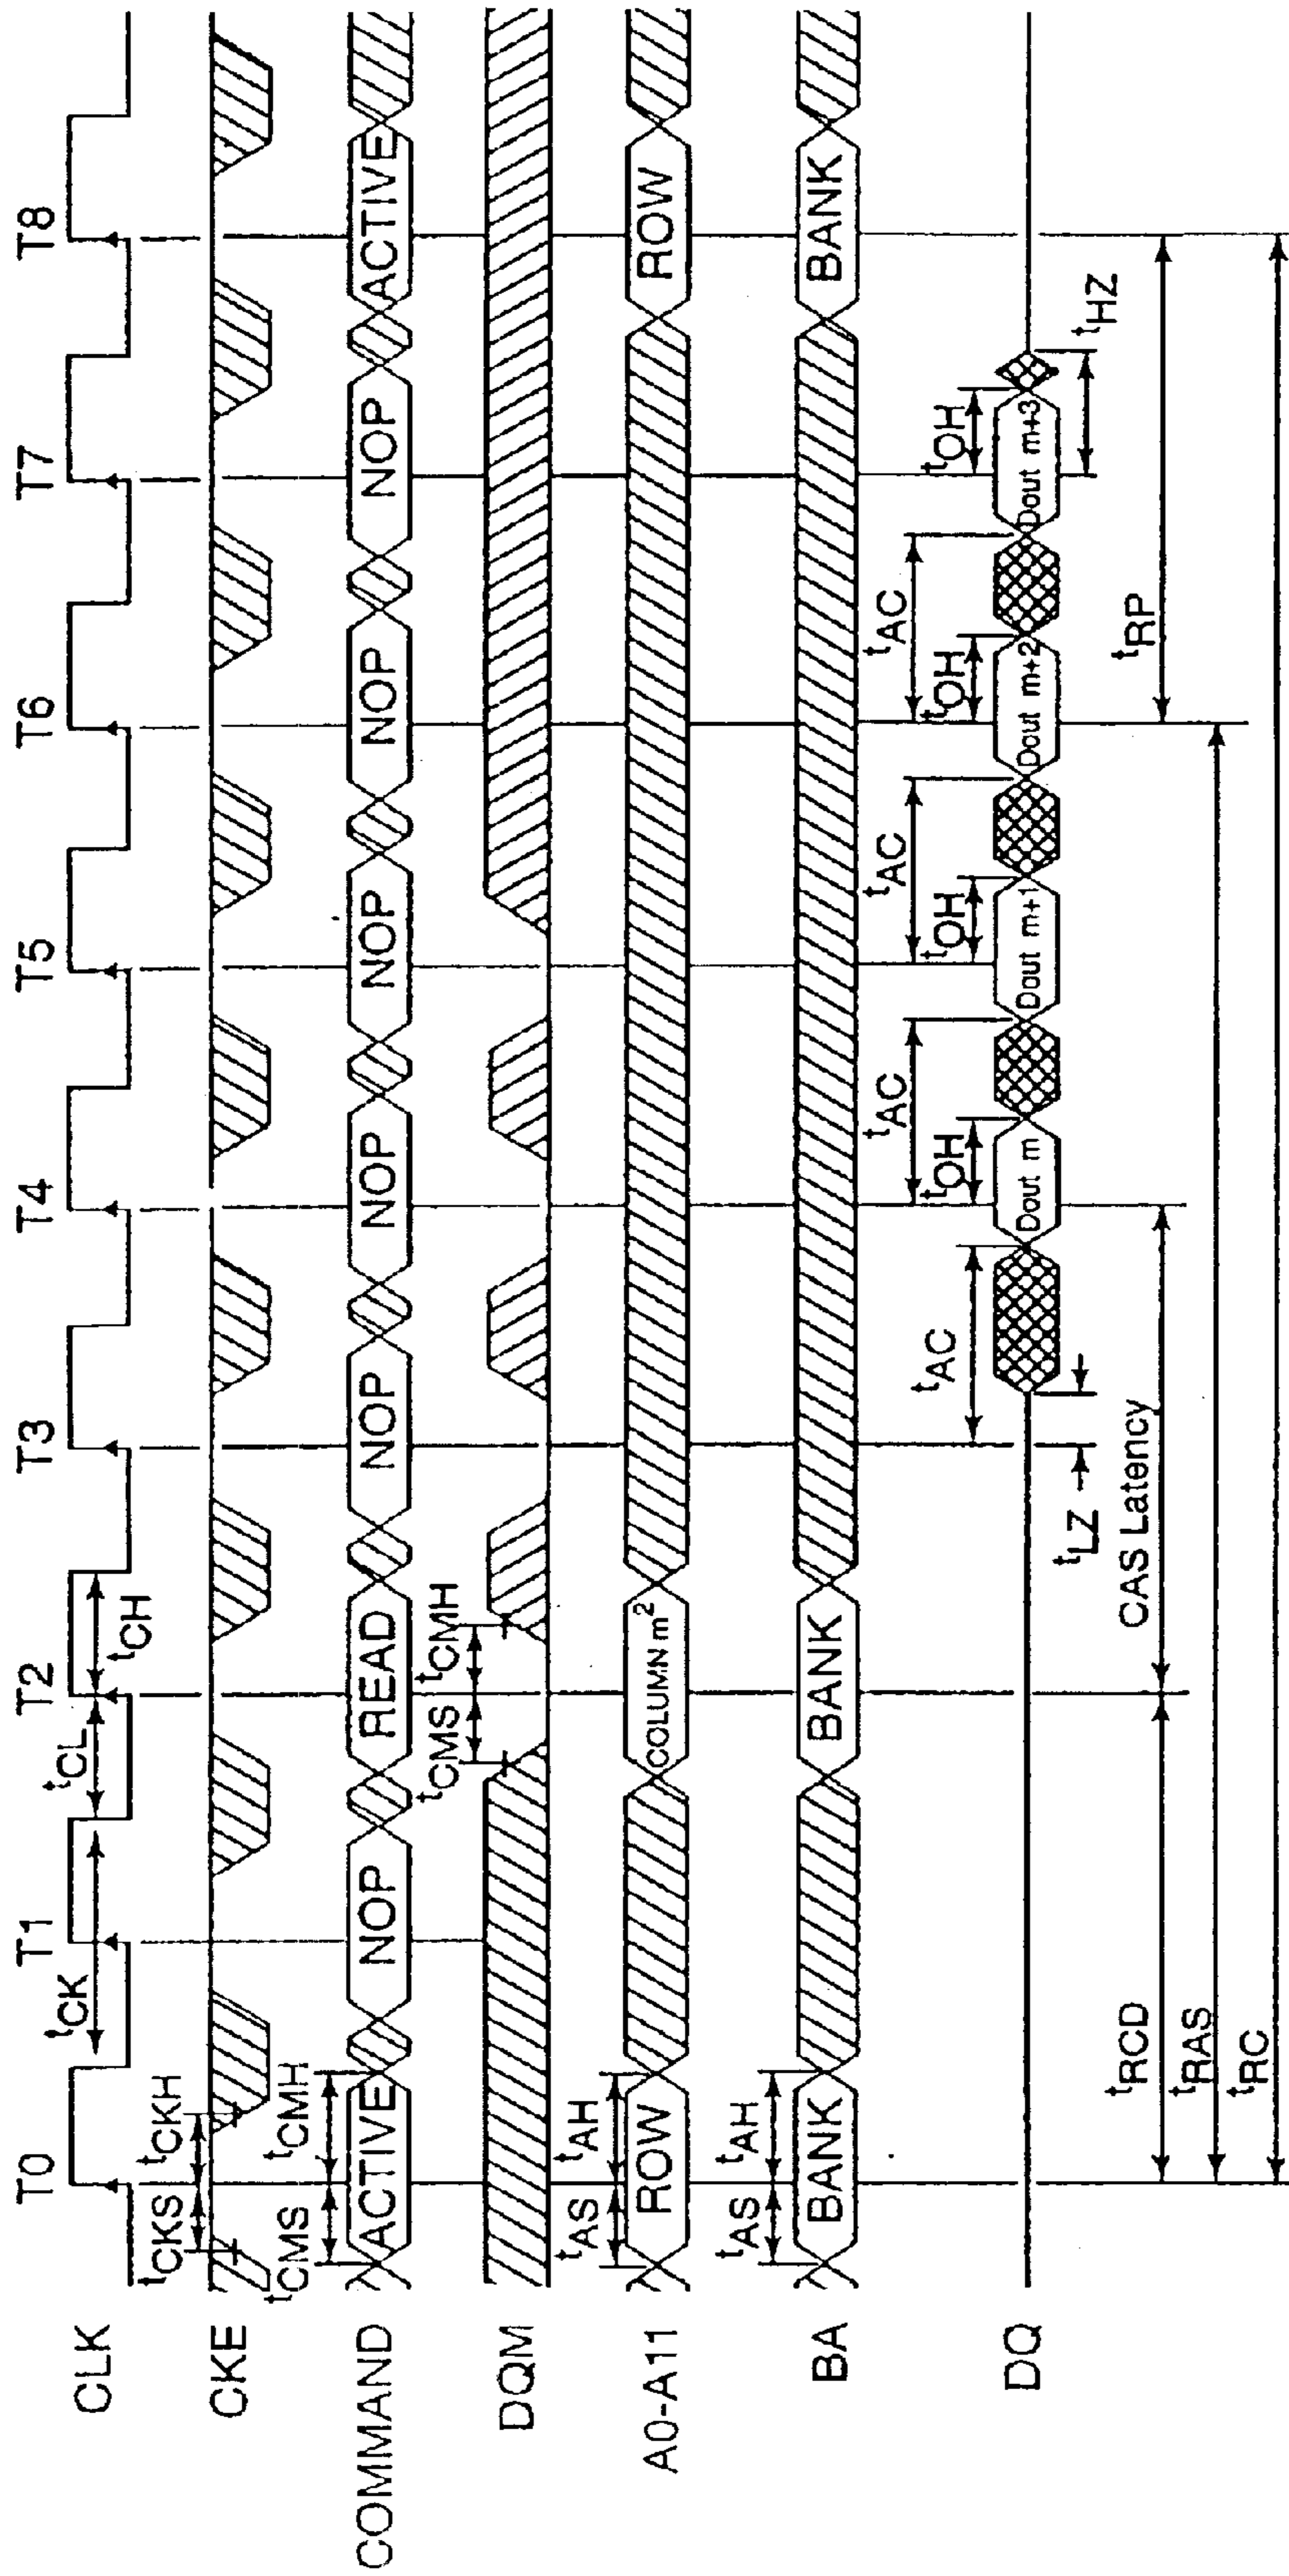 T0 T1 T2 T3 T4 T5 T6 T7 T8
CLK
tCK tCL tCH
tCKS tCKH
CKE
tCMS tCMH
COMMAND ACTIVE NOP READ NOP NOP NOP NOP NOP ACTIVE
tCMS tCMH
DQM
tAS tAH
A0-A11 ROW COLUMN m2 ROW
tAS tAH
BA BANK BANK BANK
tAC tAC tAC
tAC tOH tOH tOH tOH
DQ Dout m Dout m+1 Dout m+2 Dout m+3
tLZ tHZ
tRCD CAS Latency tRP
tRAS
tRC